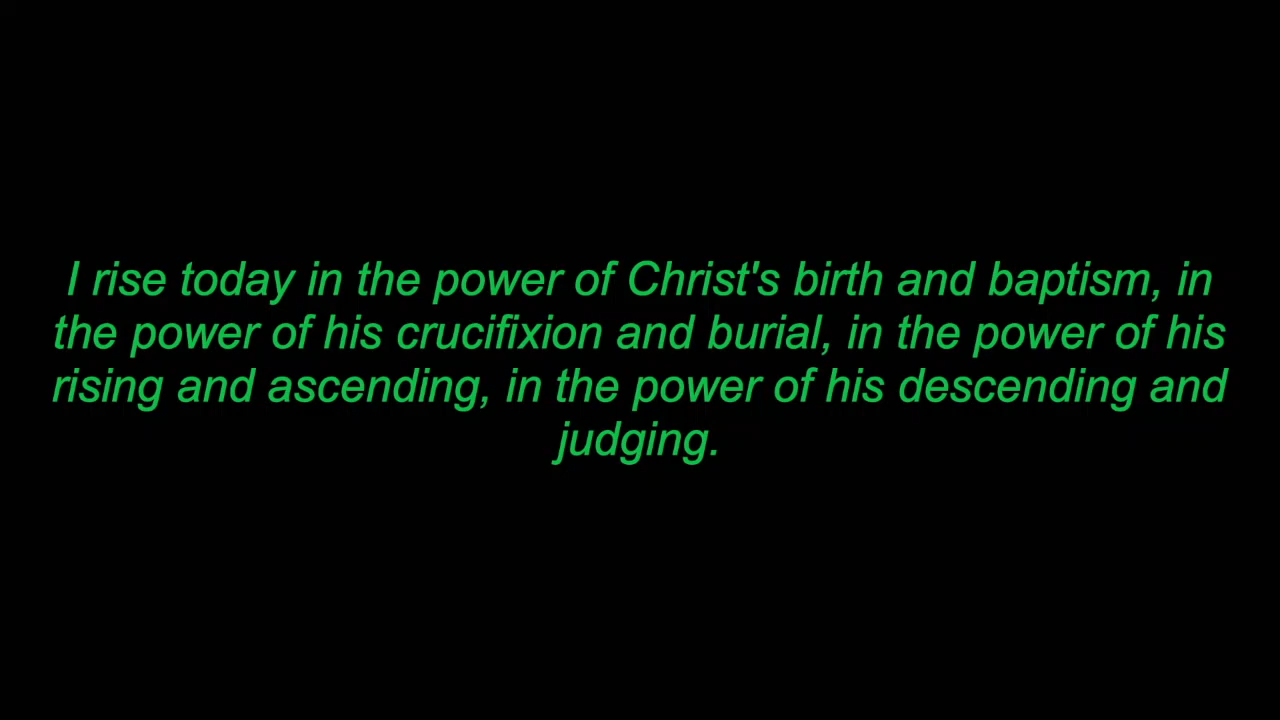 I rise today in the power of Christ's birth and baptism, in
the power of his crucifixion and burial, in the power of his
rising and ascending, in the power of his descending and
judging.